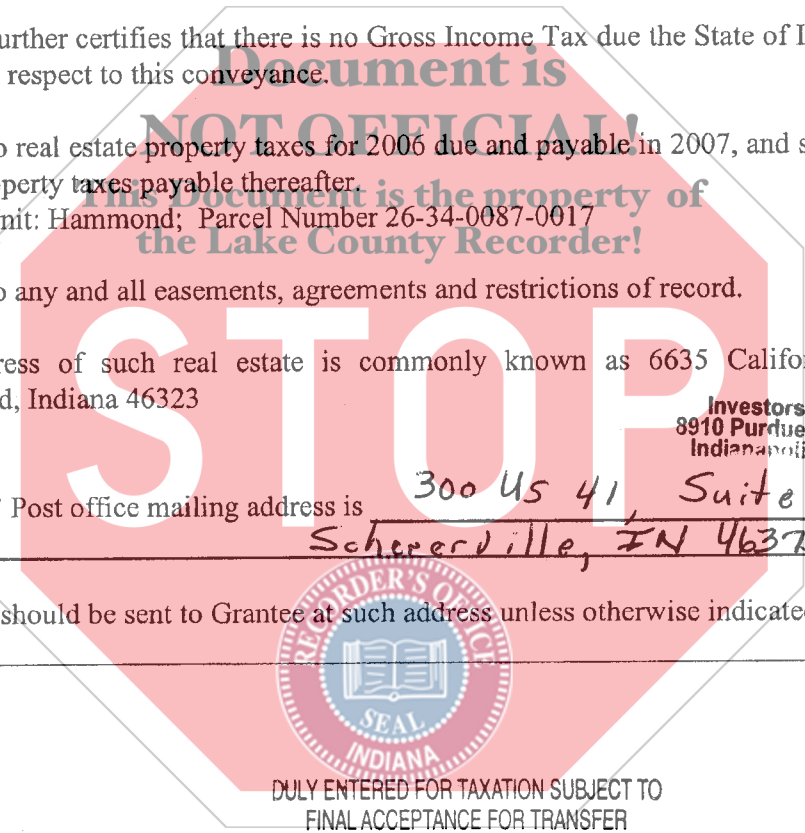 urther certifies that there is no Gross Income Tax due the State of I
respect to this conveyance.
Document is
NOT OFFICIAL!
o real estate property taxes for 2006 due and payable in 2007, and s
perty taxes payable thereafter.
This Document is the property of
nit: Hammond; Parcel Number 26-34-0087-0017
the Lake County Recorder!
o any and all easements, agreements and restrictions of record.
STOP
ress of such real estate is commonly known as 6635 Califo
d, Indiana 46323
Investors
8910 Purdue
Indianapoli
Post office mailing address is 300 US 41, Suite
Schererville, IN 4637
should be sent to Grantee at such address unless otherwise indicate
RECORDER'S OFFICE
SEAL
INDIANA
DULY ENTERED FOR TAXATION SUBJECT TO
FINAL ACCEPTANCE FOR TRANSFER